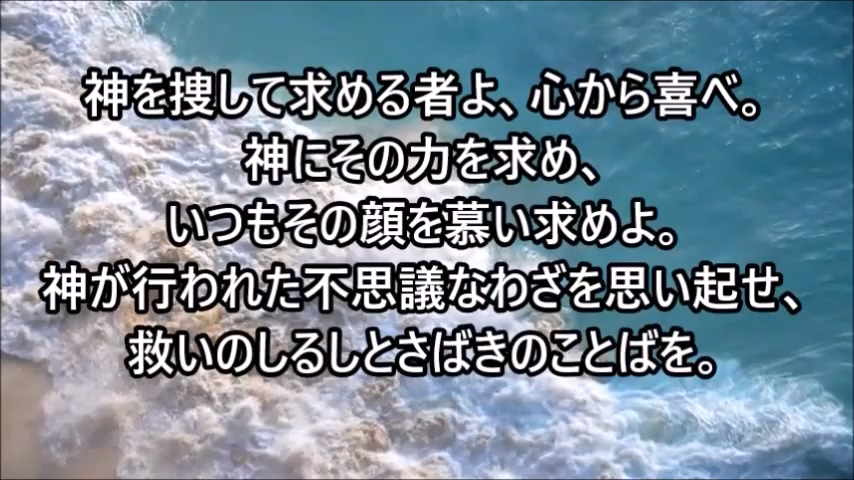 神を捜して求める者よ、心から喜べ。
神にその力を求め、
いつもその顔を慕い求めよ。
神が行われた不思議なわざを思い起せ、
救いのしるしとさばきのことばを。